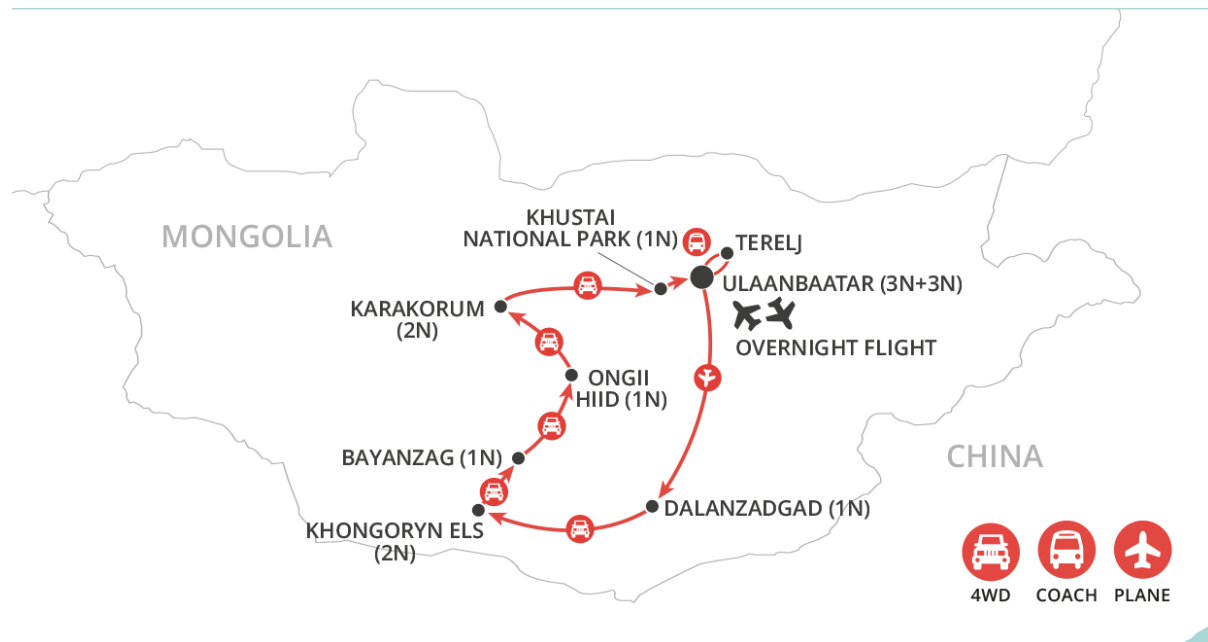 MONGOLIA
KHUSTAI
NATIONAL PARK (1N)
TERELJ
ULAANBAATAR (3N+3N)
OVERNIGHT FLIGHT
KARAKORUM
(2N)
ONGII
HIID (1N)
BAYANZAG (1N)
CHINA
DALANZADGAD (1N)
KHONGORYN ELS
(2N)
4WD
COACH
PLANE